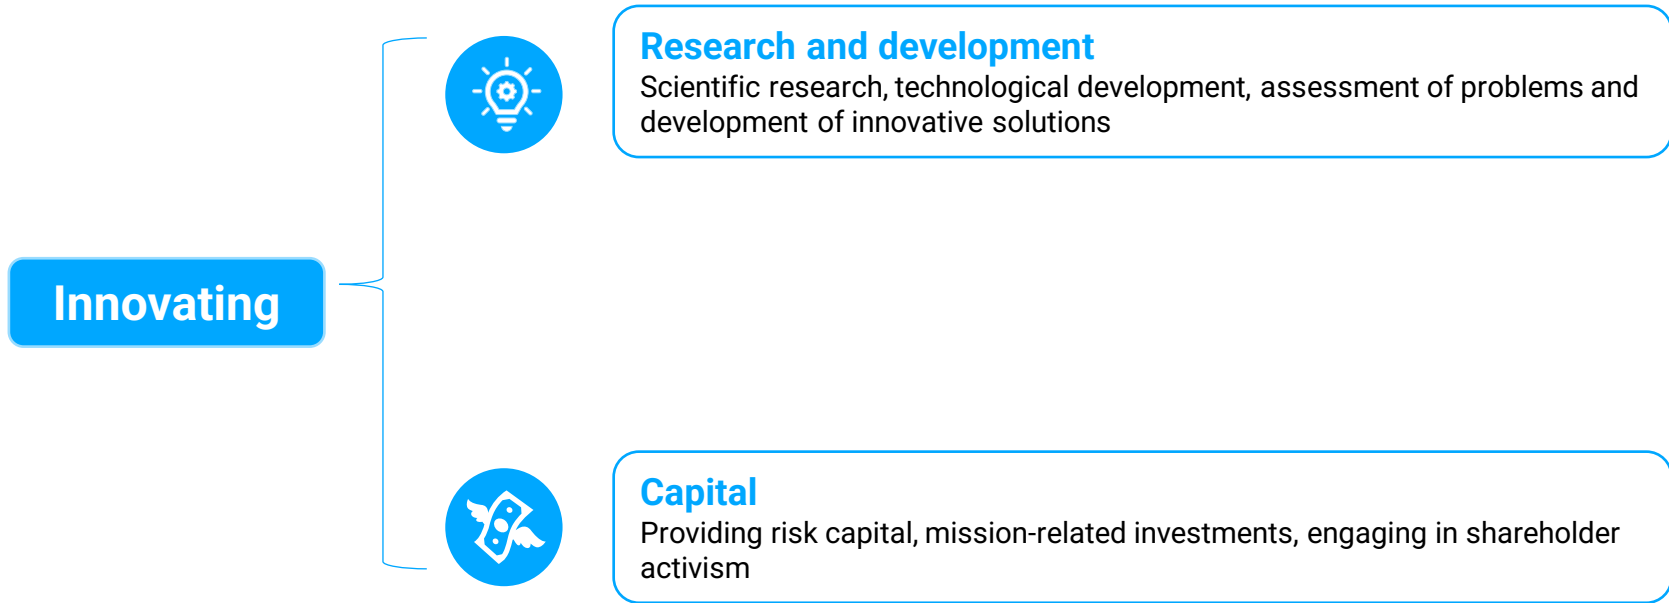 Research and development
Scientific research, technological development, assessment of problems and
development of innovative solutions
Innovating
Capital
Providing risk capital, mission-related investments, engaging in shareholder
activism